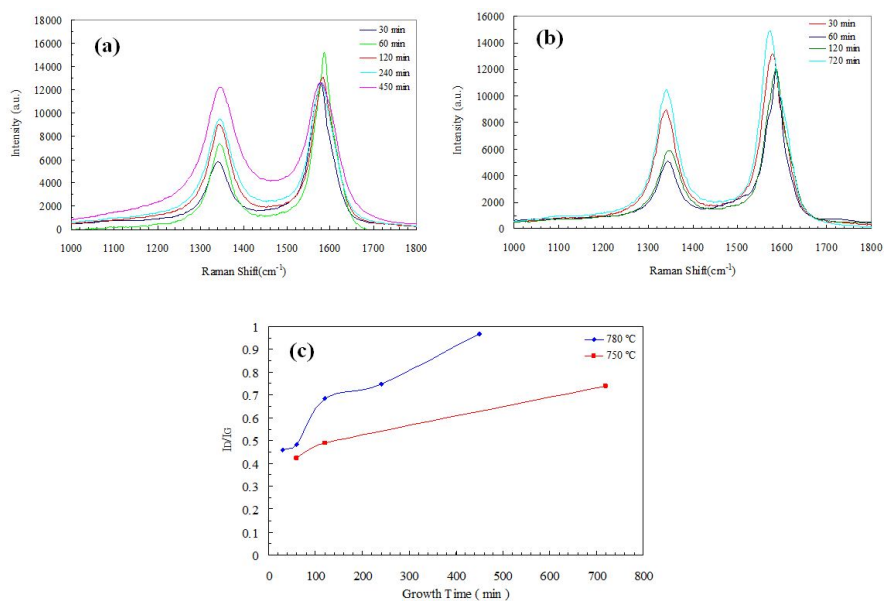 (a)
18000
16000
14000
12000
10000
8000
6000
4000
2000
0
Intensity (a.u.)
30 min
60 min
120 min
240 min
450 min
1000 1100 1200 1300 1400 1500 1600 1700 1800
Raman Shift(cm⁻¹)
(b)
16000
14000
12000
10000
8000
6000
4000
2000
0
Intensity (a.u.)
30 min
60 min
120 min
720 min
1000 1100 1200 1300 1400 1500 1600 1700 1800
Raman Shift(cm⁻¹)
(c)
1
0.9
0.8
0.7
0.6
0.5
0.4
0.3
0.2
0.1
0
ID/IG
780 ℃
750 ℃
0 100 200 300 400 500 600 700 800
Growth Time ( min )